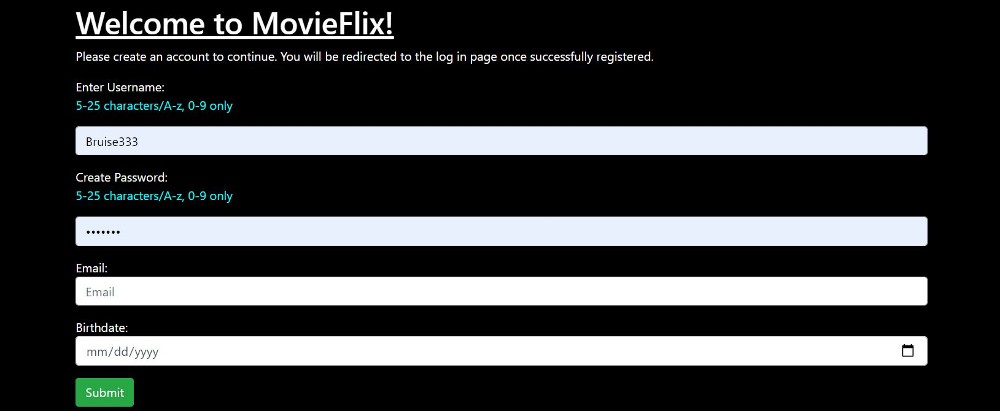 Welcome to MovieFlix!
Please create an account to continue. You will be redirected to the log in page once successfully registered.
Enter Username:
5-25 characters/A-z, 0-9 only
Bruise333
Create Password:
5-25 characters/A-z, 0-9 only
•••••••
Email:
Email
Birthdate:
mm/dd/yyyy
Submit